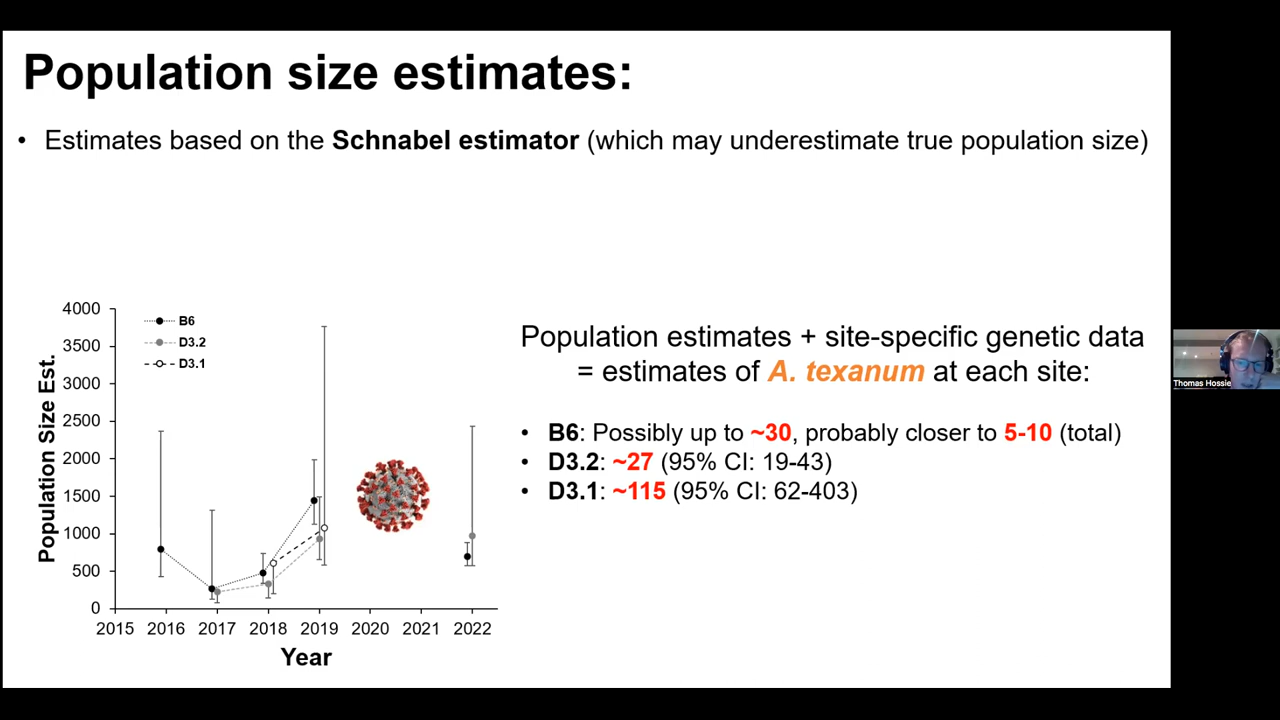 Population size estimates:
• Estimates based on the Schnabel estimator (which may underestimate true population size)
4000
3500
3000
2500
2000
1500
1000
500
0
Population Size Est.
B6
D3.2
D3.1
2015 2016 2017 2018 2019 2020 2021 2022
Year
Population estimates + site-specific genetic data
= estimates of A. texanum at each site:
• B6: Possibly up to ~30, probably closer to 5-10 (total)
• D3.2: ~27 (95% CI: 19-43)
• D3.1: ~115 (95% CI: 62-403)
Thomas Hossie